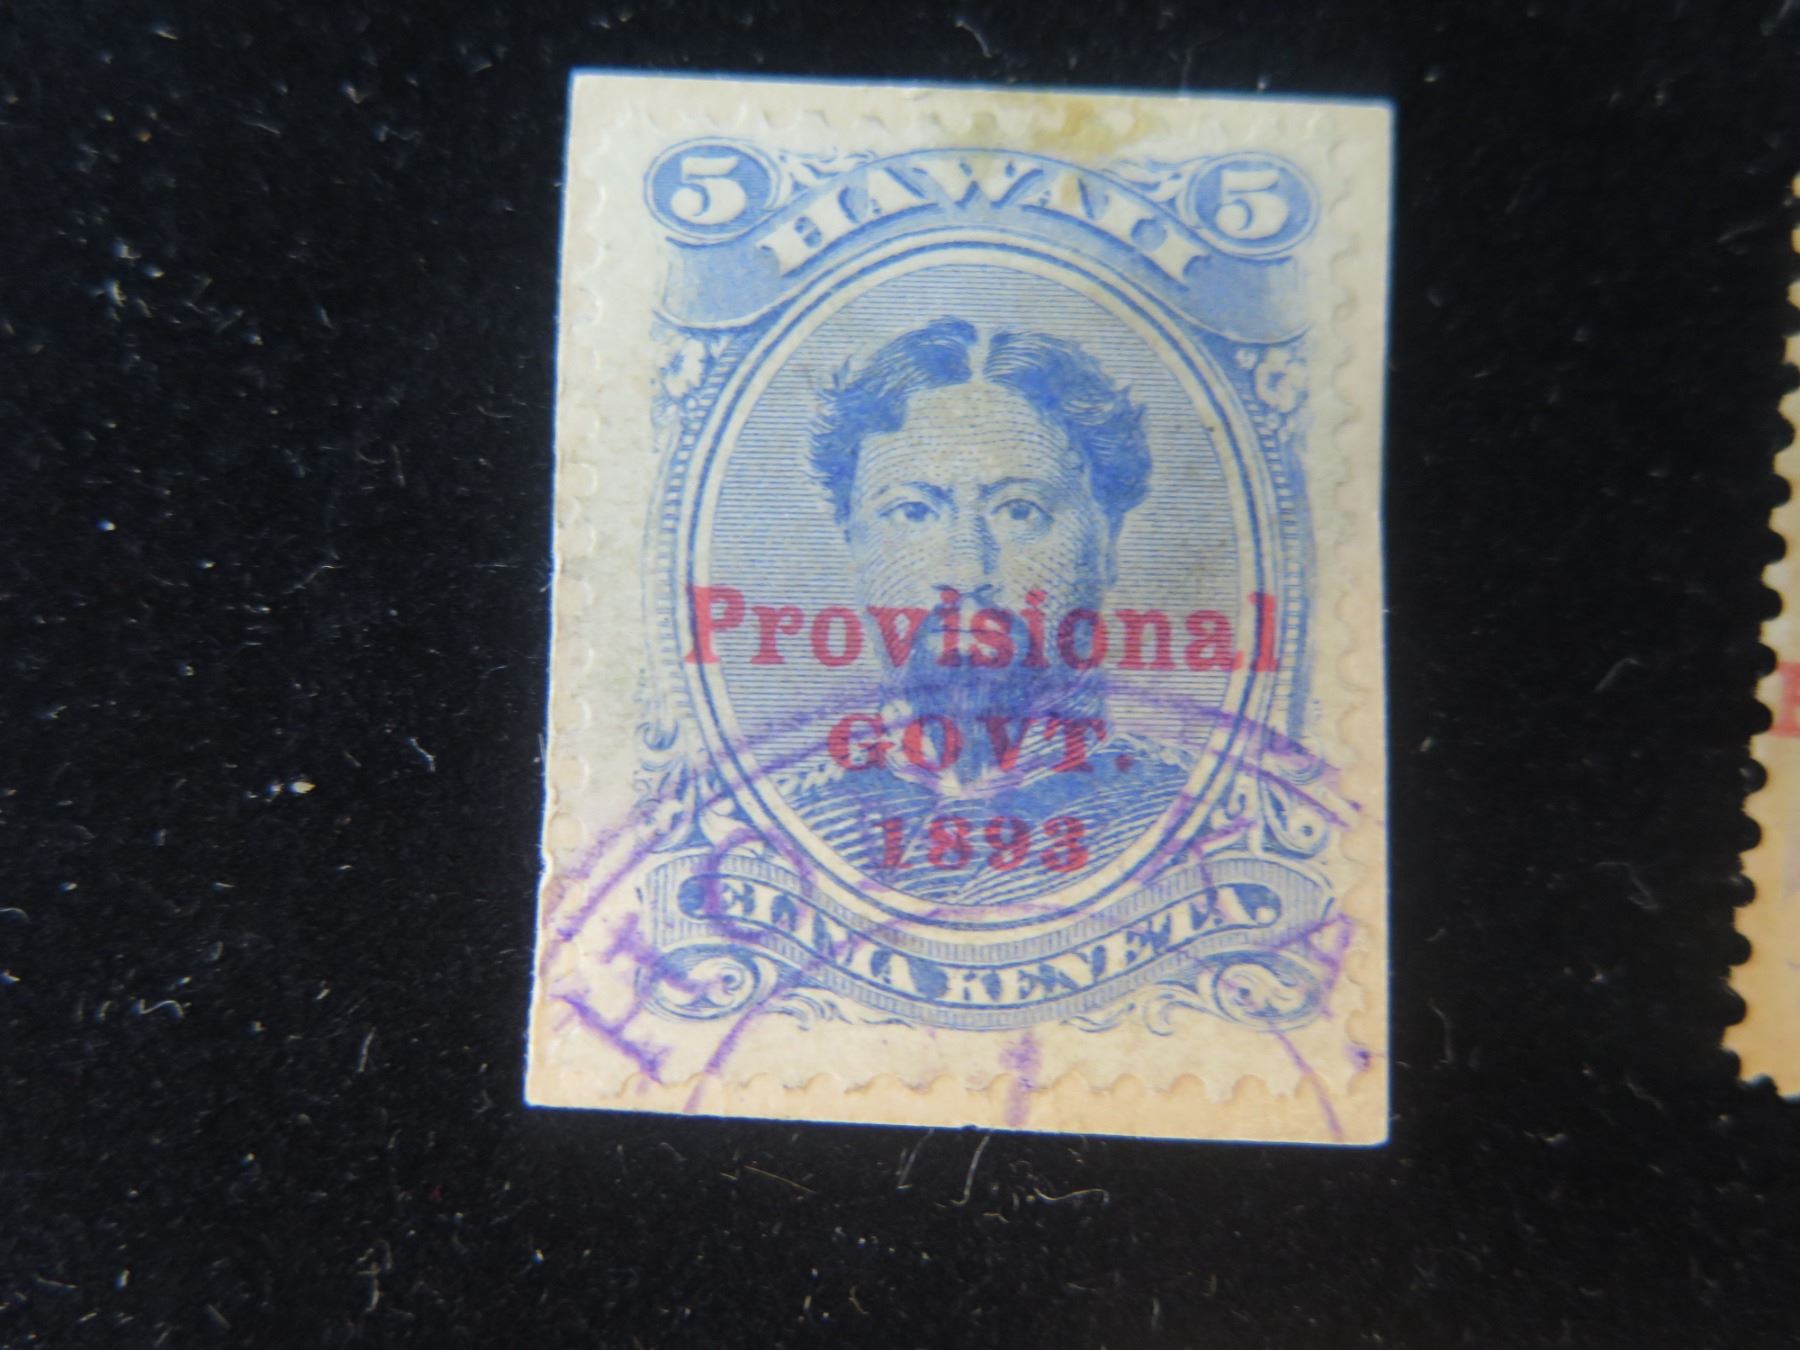 5 HAWAII 5
Provisional
GOVT.
1893
ELIMA KENETA.